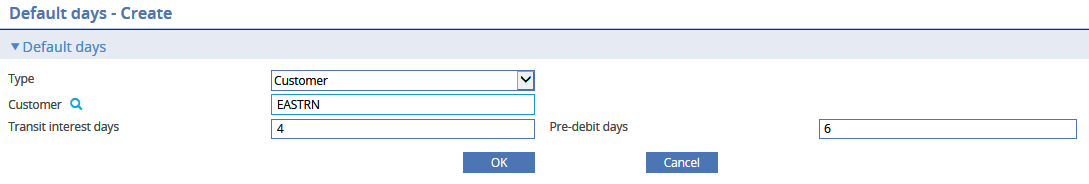 Default days - Create
Default days
Type Customer
Customer EASTRN
Transit interest days 4 Pre-debit days 6
OK Cancel